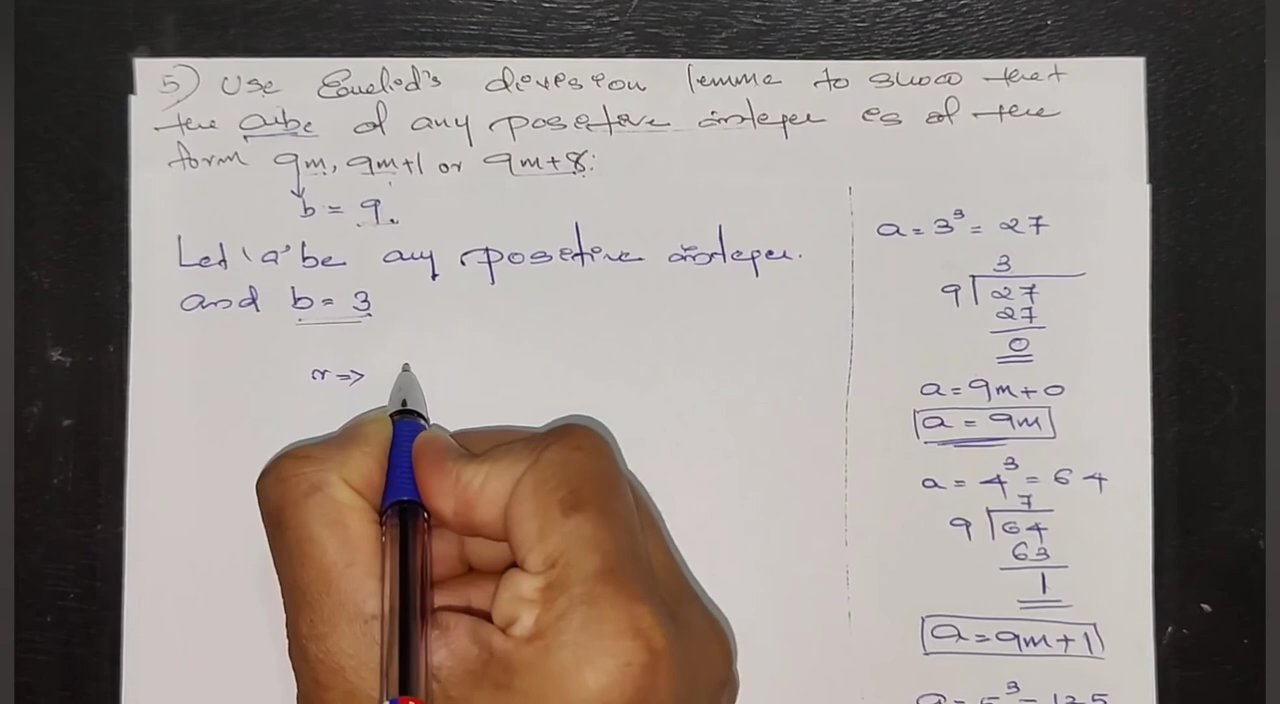 5) Use Euclid's division lemma to show that
the cube of any positive integer is of the
form 9m, 9m+1 or 9m+8.
b = 9.
Let 'a' be any positive integer.
and b = 3
r =>
a = 3³ = 27
3
9 27
27
0
a = 9m+0
a = 9m
a = 4³ = 64
7
9 64
63
1
a = 9m+1
a = 5³ = 125